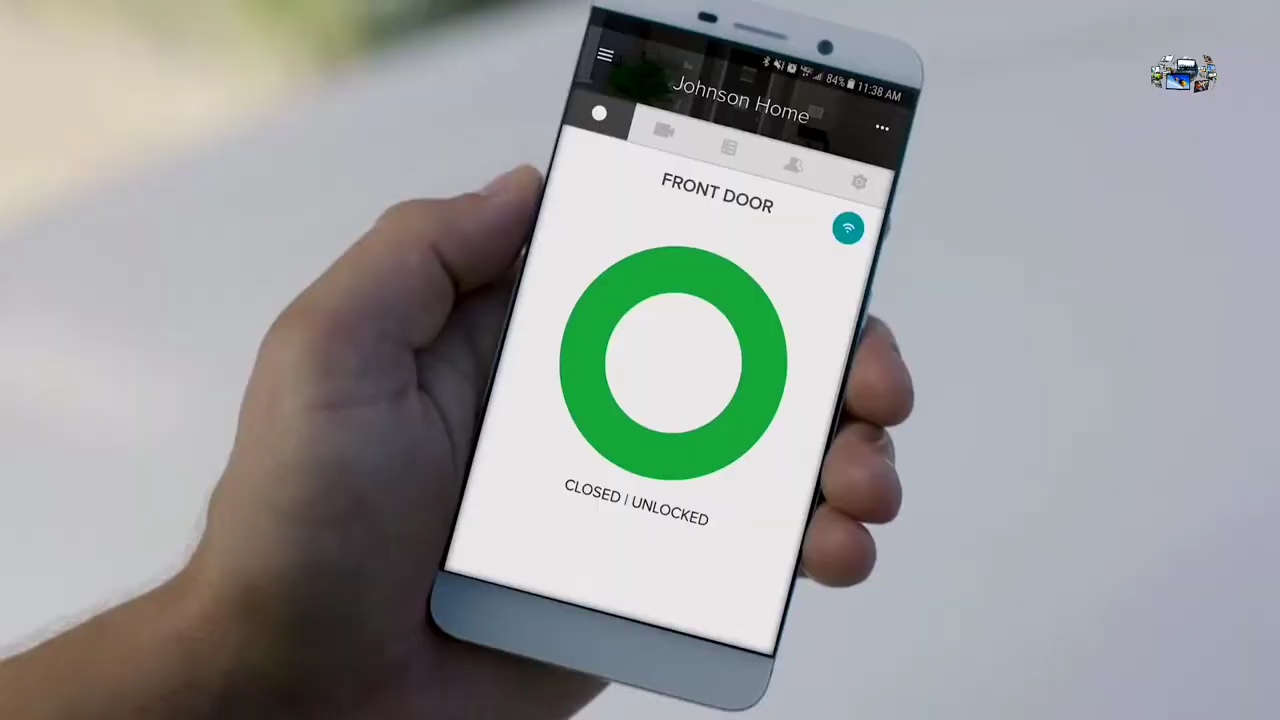 84% 11:38 AM
Johnson Home
FRONT DOOR
CLOSED | UNLOCKED